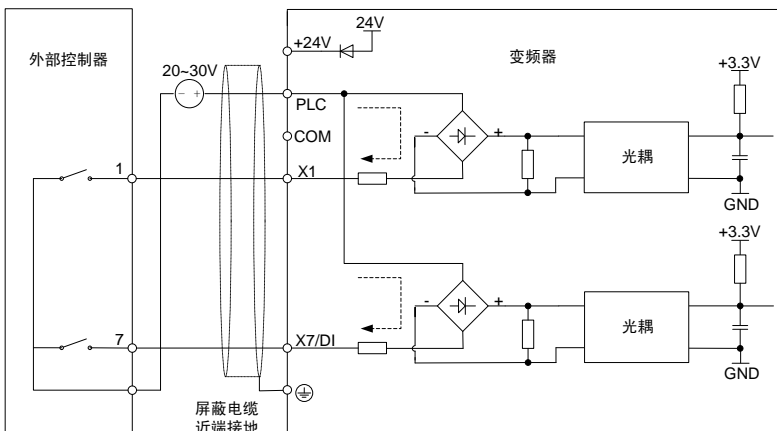 24V
+24V
外部控制器
变频器
20~30V
+3.3V
- +
PLC
COM
- +
光耦
1
X1
GND
+3.3V
- +
光耦
7
X7/DI
GND
屏蔽电缆
近端接地